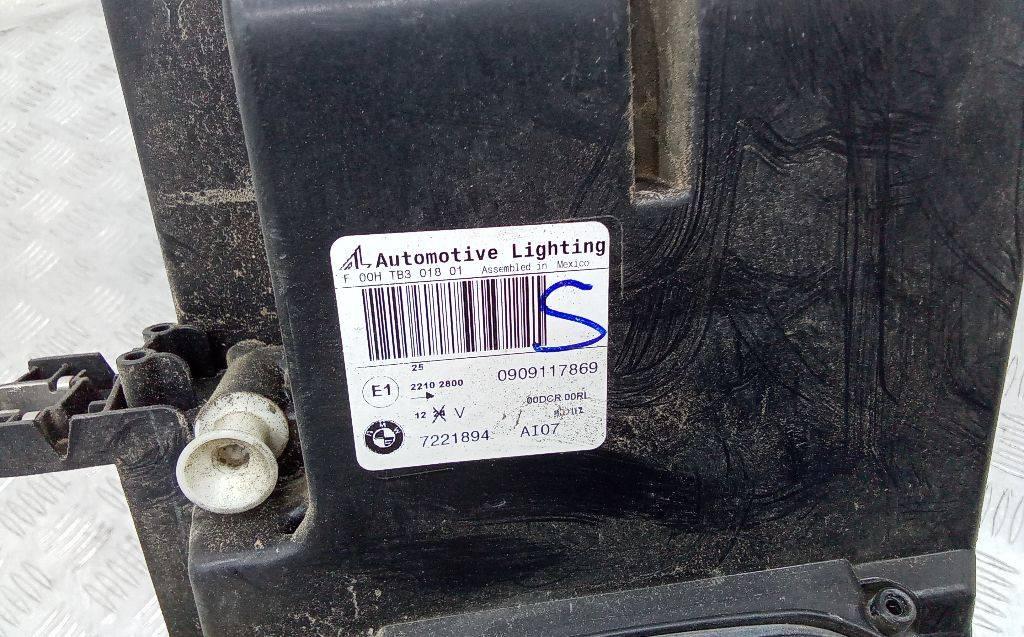 Automotive Lighting
F 00H TB3 018 01 Assembled in Mexico
S
25
E1 2210 2800 0909117869
00DCR.00RL
12 V
BMW 7221894 AI07